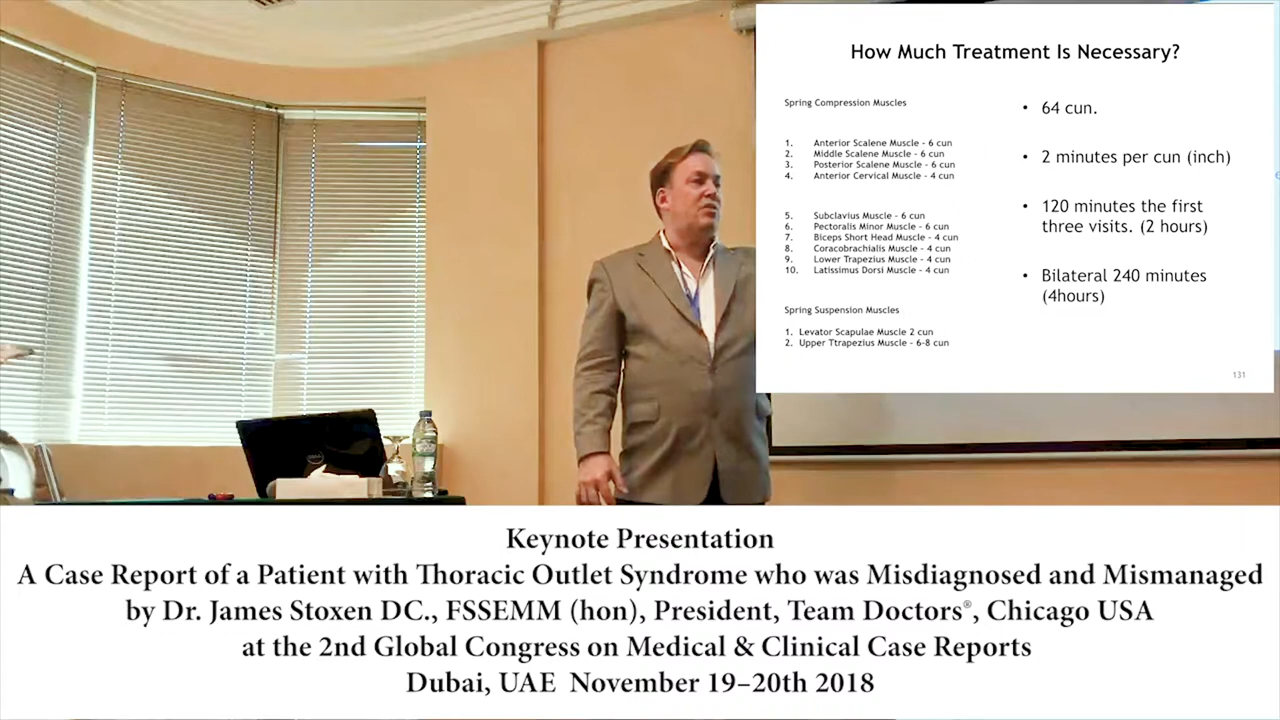 How Much Treatment Is Necessary?
Spring Compression Muscles
1. Anterior Scalene Muscle - 6 cun
2. Middle Scalene Muscle - 6 cun
3. Posterior Scalene Muscle - 6 cun
4. Anterior Cervical Muscle - 4 cun
5. Subclavius Muscle - 6 cun
6. Pectoralis Minor Muscle - 6 cun
7. Biceps Short Head Muscle - 4 cun
8. Coracobrachialis Muscle - 4 cun
9. Lower Trapezius Muscle - 4 cun
10. Latissimus Dorsi Muscle - 4 cun
Spring Suspension Muscles
1. Levator Scapulae Muscle 2 cun
2. Upper Ttrapezius Muscle - 6-8 cun
• 64 cun.
• 2 minutes per cun (inch)
• 120 minutes the first
three visits. (2 hours)
• Bilateral 240 minutes
(4hours)
131
DELL
Keynote Presentation
A Case Report of a Patient with Thoracic Outlet Syndrome who was Misdiagnosed and Mismanaged
by Dr. James Stoxen DC., FSSEMM (hon), President, Team Doctors®, Chicago USA
at the 2nd Global Congress on Medical & Clinical Case Reports
Dubai, UAE November 19–20th 2018